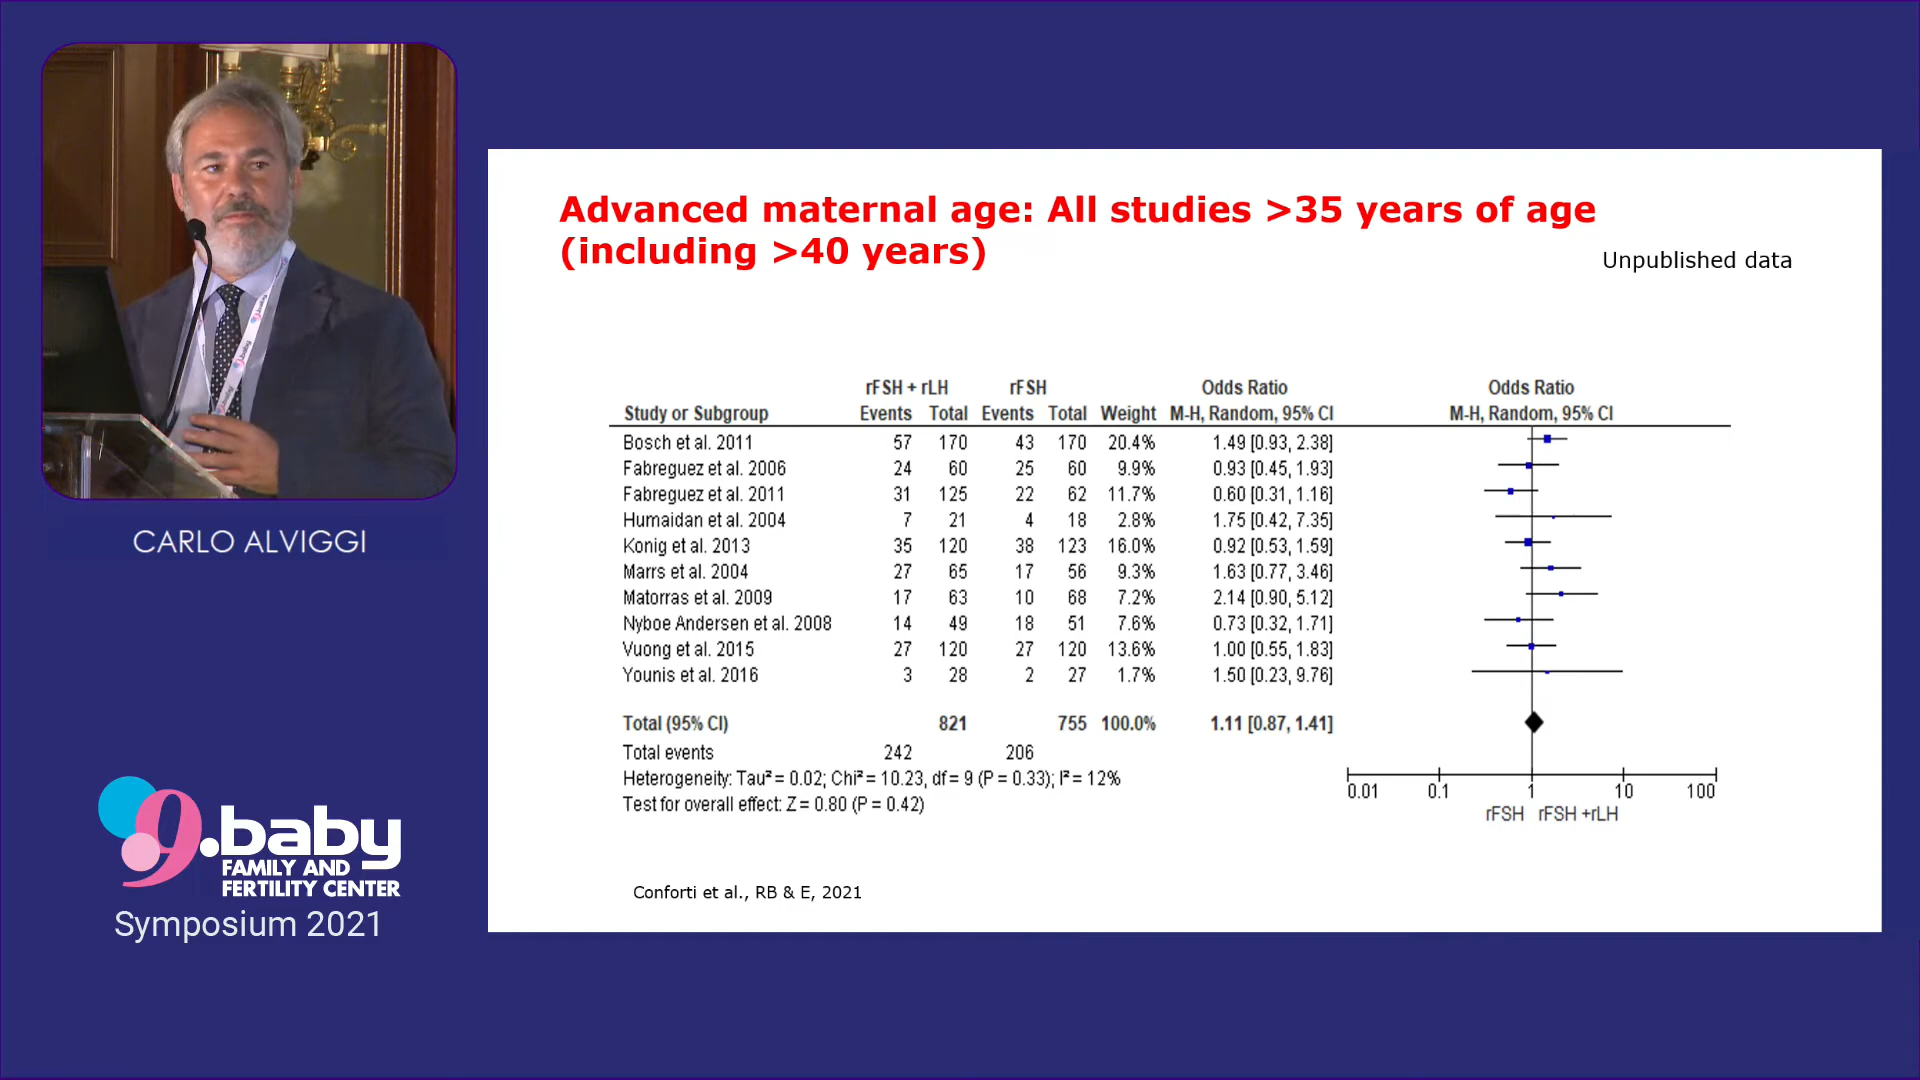 CARLO ALVIGGI
9.baby
FAMILY AND
FERTILITY CENTER
Symposium 2021
Advanced maternal age: All studies >35 years of age
(including >40 years)
Unpublished data
rFSH + rLH rFSH Odds Ratio Odds Ratio
Study or Subgroup Events Total Events Total Weight M-H, Random, 95% CI M-H, Random, 95% CI
Bosch et al. 2011 57 170 43 170 20.4% 1.49 [0.93, 2.38]
Fabreguez et al. 2006 24 60 25 60 9.9% 0.93 [0.45, 1.93]
Fabreguez et al. 2011 31 125 22 62 11.7% 0.60 [0.31, 1.16]
Humaidan et al. 2004 7 21 4 18 2.8% 1.75 [0.42, 7.35]
Konig et al. 2013 35 120 38 123 16.0% 0.92 [0.53, 1.59]
Marrs et al. 2004 27 65 17 56 9.3% 1.63 [0.77, 3.46]
Matorras et al. 2009 17 63 10 68 7.2% 2.14 [0.90, 5.12]
Nyboe Andersen et al. 2008 14 49 18 51 7.6% 0.73 [0.32, 1.71]
Vuong et al. 2015 27 120 27 120 13.6% 1.00 [0.55, 1.83]
Younis et al. 2016 3 28 2 27 1.7% 1.50 [0.23, 9.76]
Total (95% CI) 821 755 100.0% 1.11 [0.87, 1.41]
Total events 242 206
Heterogeneity: Tau² = 0.02; Chi² = 10.23, df = 9 (P = 0.33); I² = 12%
Test for overall effect: Z = 0.80 (P = 0.42)
0.01 0.1 1 10 100
rFSH rFSH +rLH
Conforti et al., RB & E, 2021